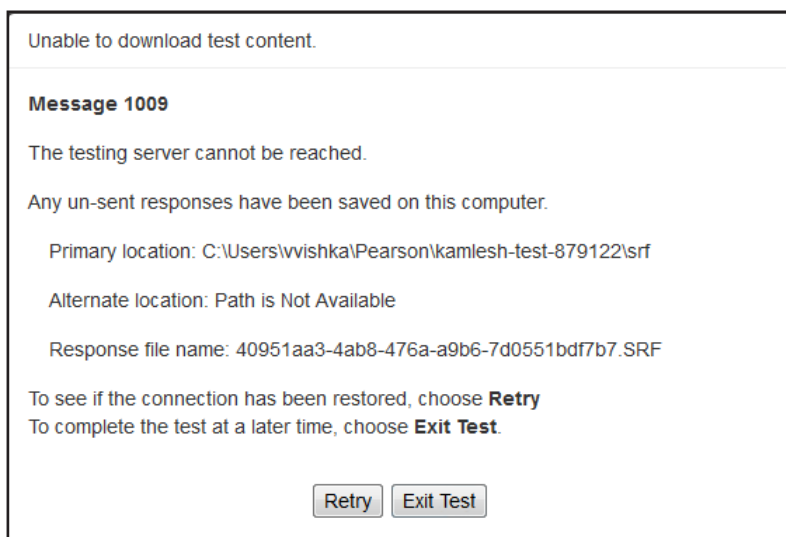 Unable to download test content.
Message 1009
The testing server cannot be reached.
Any un-sent responses have been saved on this computer.
Primary location: C:\Users\vvishka\Pearson\kamlesh-test-879122\srf
Alternate location: Path is Not Available
Response file name: 40951aa3-4ab8-476a-a9b6-7d0551bdf7b7.SRF
To see if the connection has been restored, choose Retry
To complete the test at a later time, choose Exit Test.
Retry Exit Test